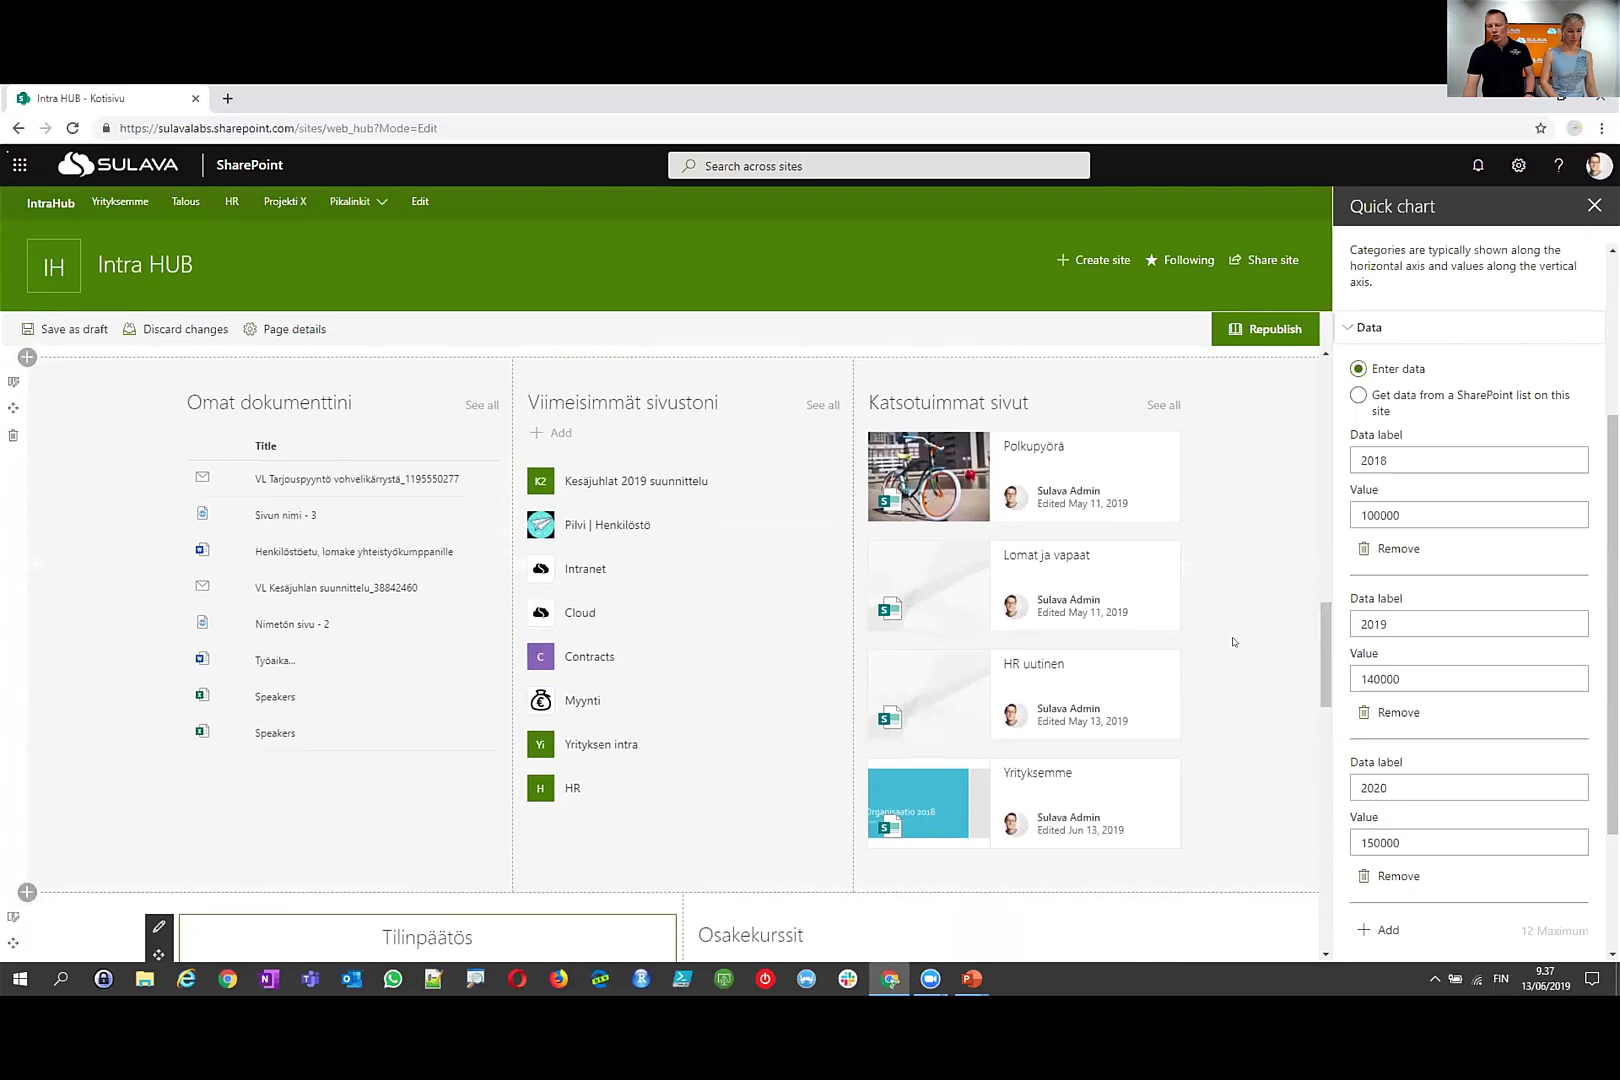 SULAVA
Intra HUB - Kotisivu
https://sulavalabs.sharepoint.com/sites/web_hub?Mode=Edit
SULAVA
SharePoint
Search across sites
IntraHub
Yrityksemme
Talous
HR
Projekti X
Pikalinkit
Edit
IH
Intra HUB
Create site
Following
Share site
Save as draft
Discard changes
Page details
Republish
Omat dokumenttini
See all
Title
VL Tarjouspyyntö vohvelikärrystä_1195550277
Sivun nimi - 3
Henkilöstöetu, lomake yhteistyökumppanille
VL Kesäjuhlan suunnittelu_38842460
Nimetön sivu - 2
Työaika...
Speakers
Speakers
Viimeisimmät sivustoni
See all
Add
K2
Kesäjuhlat 2019 suunnittelu
Pilvi | Henkilöstö
Intranet
Cloud
C
Contracts
Myynti
Yi
Yrityksen intra
H
HR
Katsotuimmat sivut
See all
Polkupyörä
Sulava Admin
Edited May 11, 2019
Lomat ja vapaat
Sulava Admin
Edited May 11, 2019
HR uutinen
Sulava Admin
Edited May 13, 2019
Organisaatio 2018
Yrityksemme
Sulava Admin
Edited Jun 13, 2019
Tilinpäätös
Osakekurssit
Quick chart
Categories are typically shown along the
horizontal axis and values along the vertical
axis.
Data
Enter data
Get data from a SharePoint list on this
site
Data label
2018
Value
100000
Remove
Data label
2019
Value
140000
Remove
Data label
2020
Value
150000
Remove
Add
12 Maximum
FIN
9.37
13/06/2019